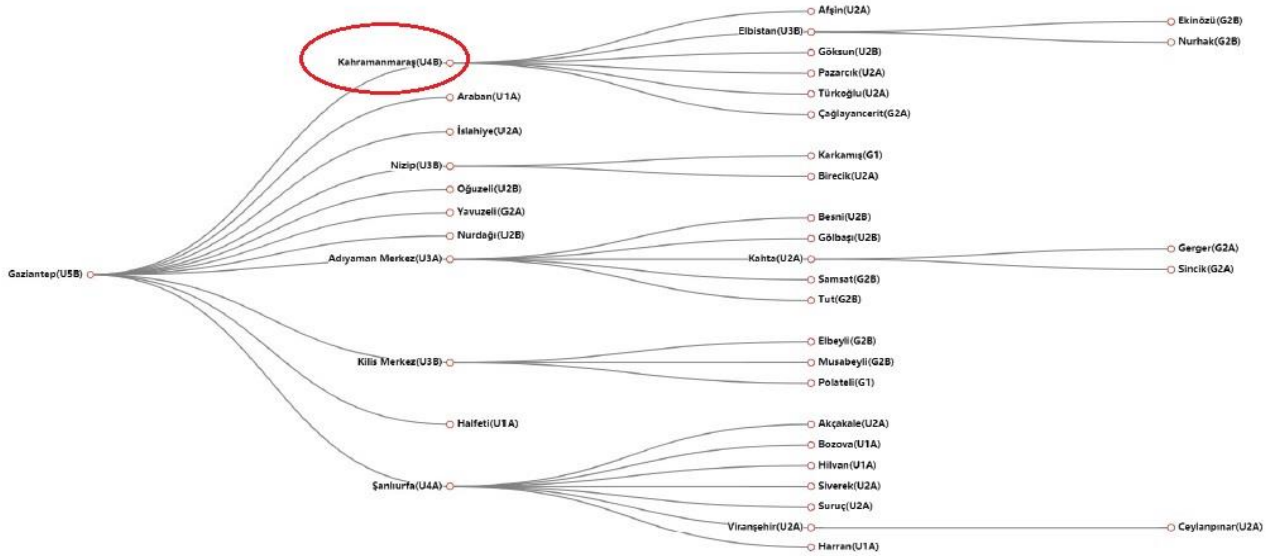 Afşin(U2A)
Elbistan(U3B)
Ekinözü(G2B)
Nurhak(G2B)
Göksun(U2B)
Kahramanmaraş(U4B)
Pazarcık(U2A)
Türkoğlu(U2A)
Çağlayancerit(G2A)
Araban(U1A)
İslahiye(U2A)
Nizip(U3B)
Karkamış(G1)
Birecik(U2A)
Oğuzeli(U2B)
Yavuzeli(G2A)
Nurdağı(U2B)
Gaziantep(U5B)
Adıyaman Merkez(U3A)
Besni(U2B)
Gölbaşı(U2B)
Kahta(U2A)
Gerger(G2A)
Sincik(G2A)
Samsat(G2B)
Tut(G2B)
Kilis Merkez(U3B)
Elbeyli(G2B)
Musabeyli(G2B)
Polateli(G1)
Halfeti(U1A)
Şanlıurfa(U4A)
Akçakale(U2A)
Bozova(U1A)
Hilvan(U1A)
Siverek(U2A)
Suruç(U2A)
Viranşehir(U2A)
Ceylanpınar(U2A)
Harran(U1A)